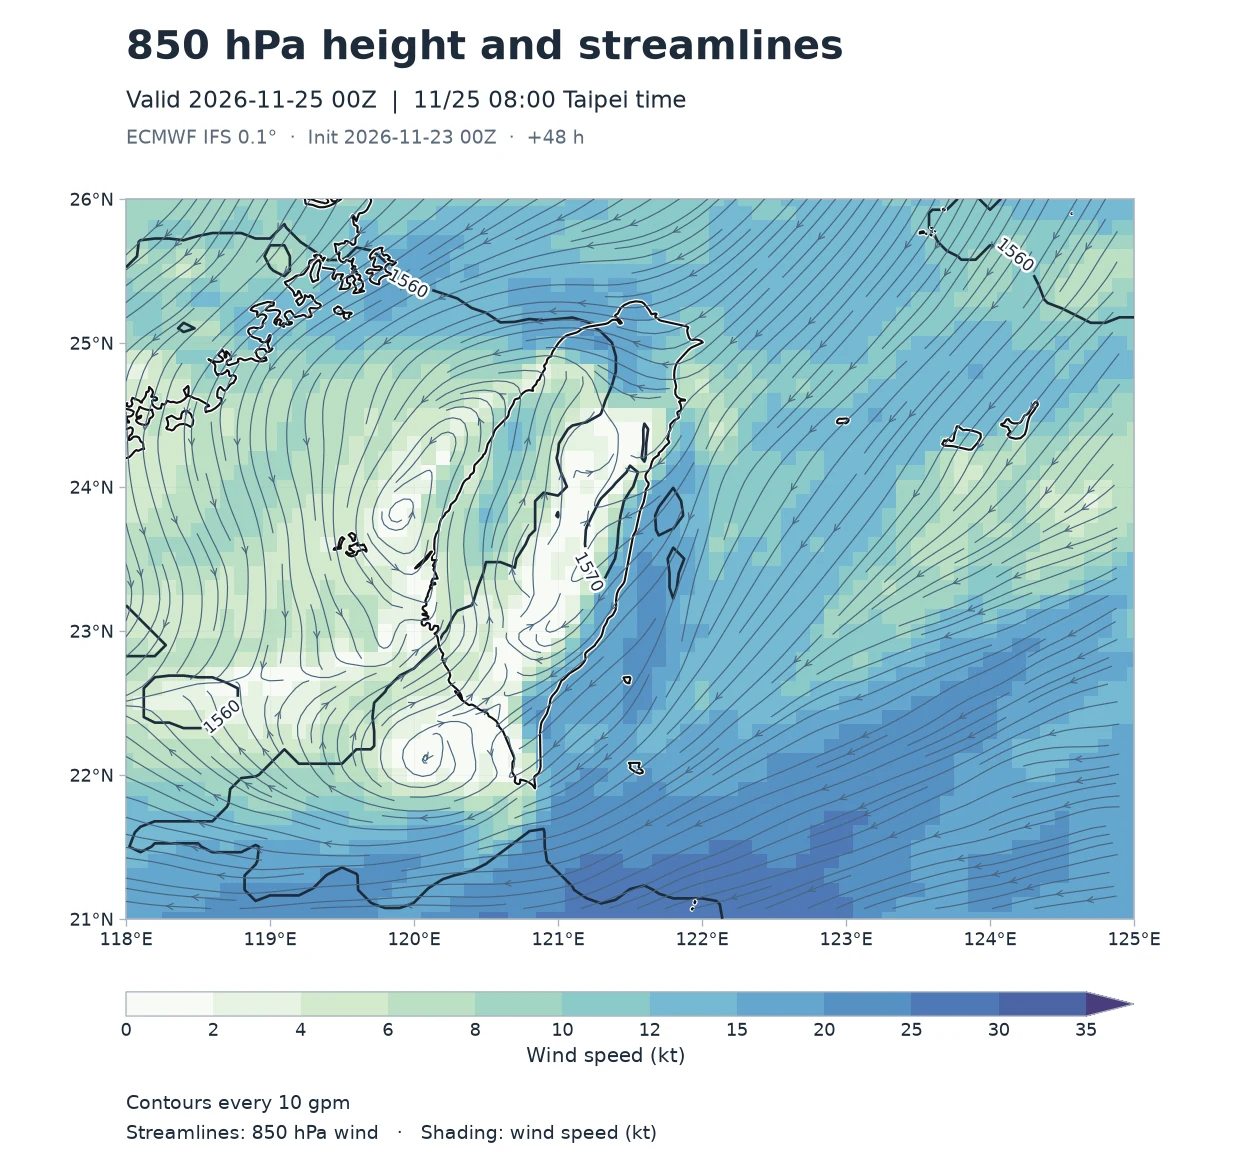 850 hPa height and streamlines
Valid 2026-11-25 00Z | 11/25 08:00 Taipei time
ECMWF IFS 0.1° · Init 2026-11-23 00Z · +48 h
26°N
25°N
24°N
23°N
22°N
21°N
1560
1560
1570
1560
118°E 119°E 120°E 121°E 122°E 123°E 124°E 125°E
0 2 4 6 8 10 12 15 20 25 30 35
Wind speed (kt)
Contours every 10 gpm
Streamlines: 850 hPa wind · Shading: wind speed (kt)